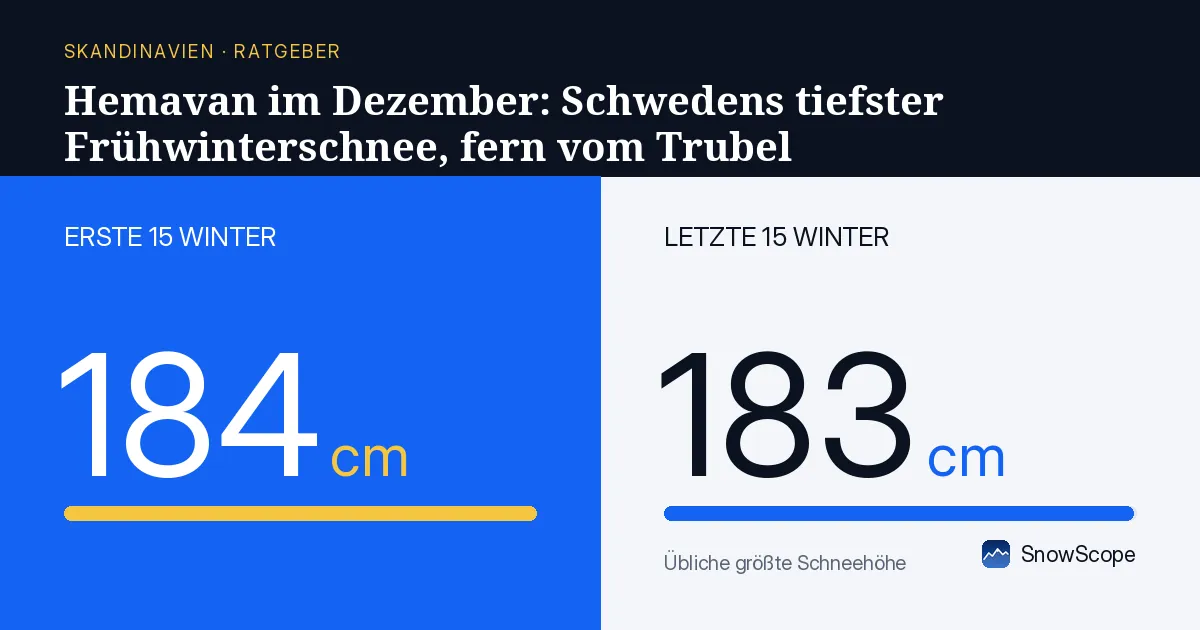 SKANDINAVIEN · RATGEBER
Hemavan im Dezember: Schwedens tiefster
Frühwinterschnee, fern vom Trubel
ERSTE 15 WINTER
184 cm
LETZTE 15 WINTER
183 cm
Übliche größte Schneehöhe
SnowScope